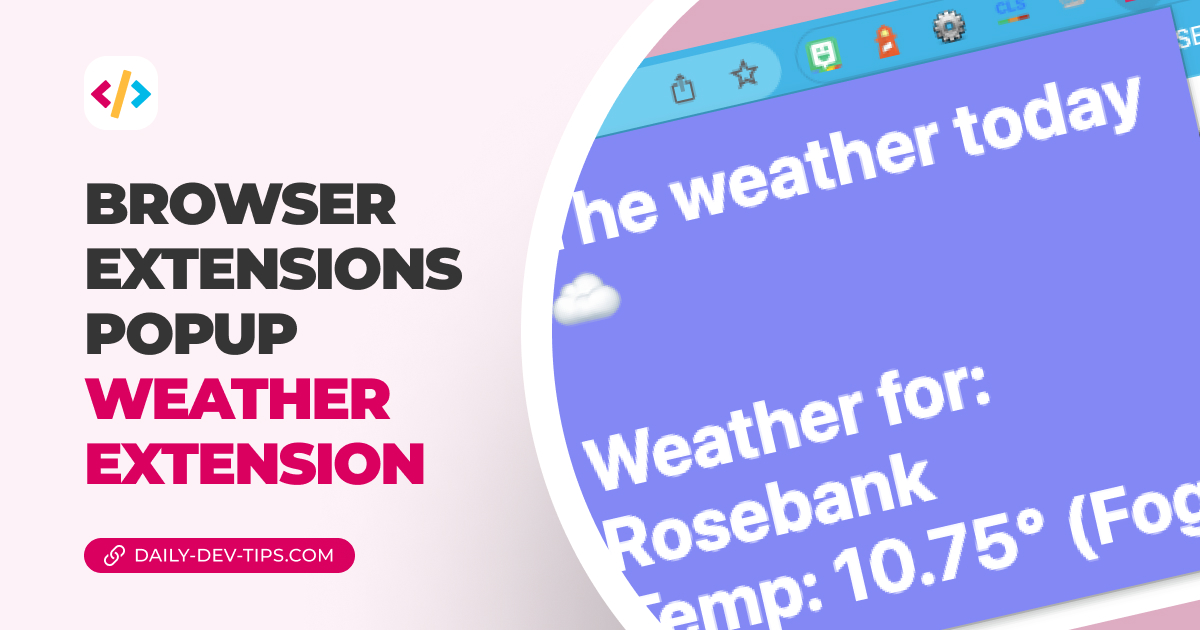 BROWSER
EXTENSIONS
POPUP
WEATHER
EXTENSION
DAILY-DEV-TIPS.COM
CLS
SE
he weather today
Weather for:
Rosebank
Temp: 10.75° (Fog